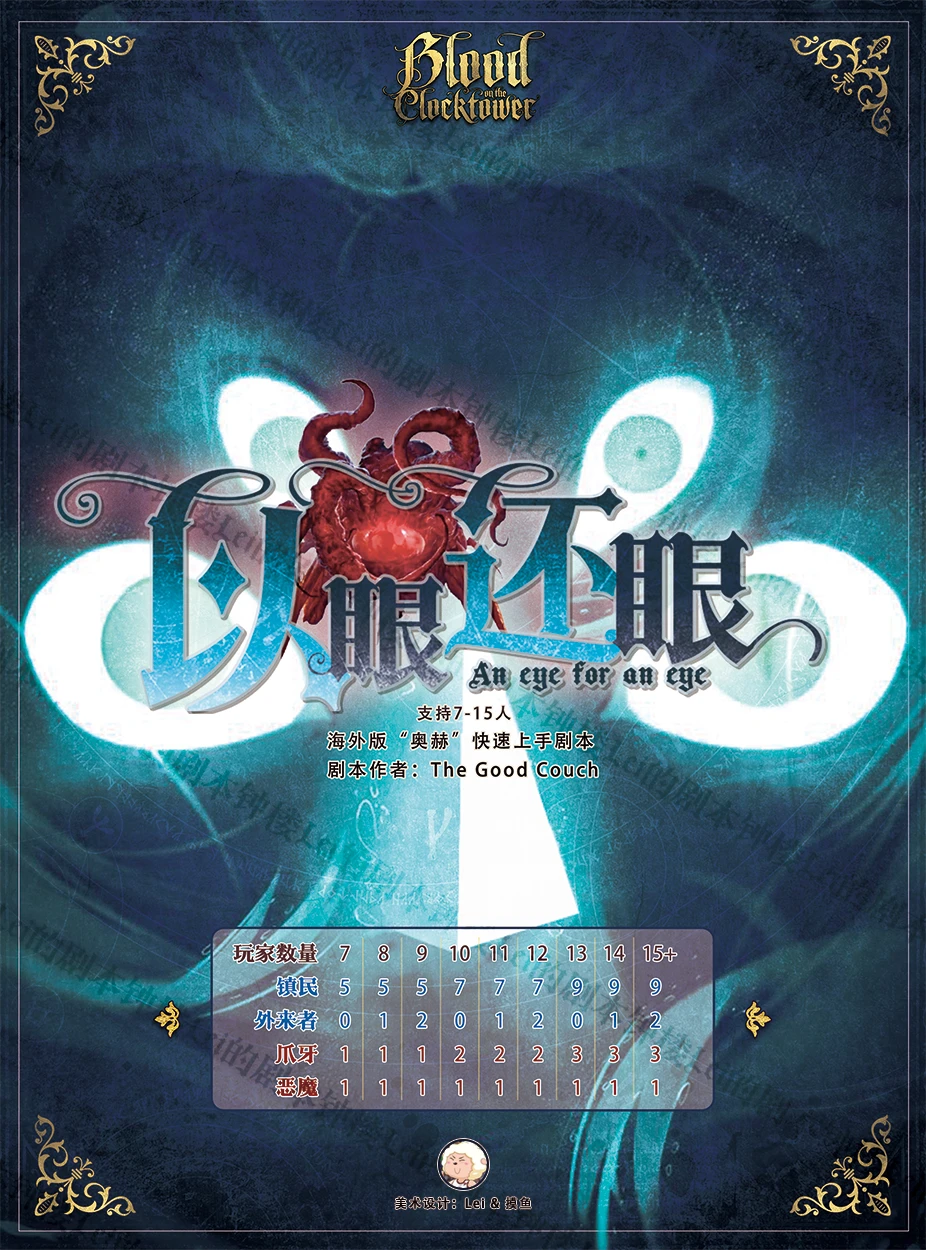 Blood
on the
Clocktower
以眼还眼
An eye for an eye
支持7-15人
海外版“奥赫”快速上手剧本
剧本作者：The Good Couch
玩家数量 7 8 9 10 11 12 13 14 15+
镇民 5 5 5 7 7 7 9 9 9
外来者 0 1 2 0 1 2 0 1 2
爪牙 1 1 1 2 2 2 3 3 3
恶魔 1 1 1 1 1 1 1 1 1
美术设计：Lei & 摸鱼